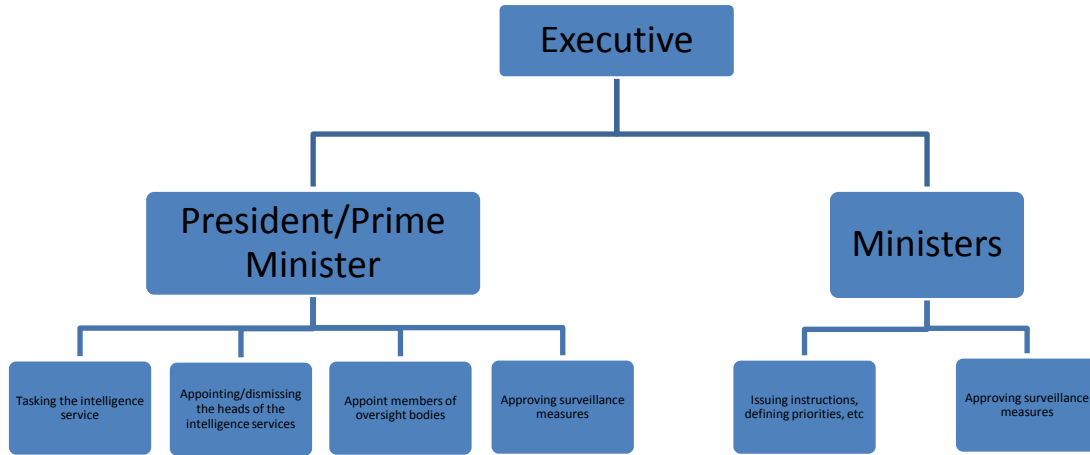 Executive
President/Prime
Minister
Ministers
Tasking the intelligence
service
Appointing/dismissing
the heads of the
intelligence services
Appoint members of
oversight bodies
Approving surveillance
measures
Issuing instructions,
defining priorities, etc
Approving surveillance
measures